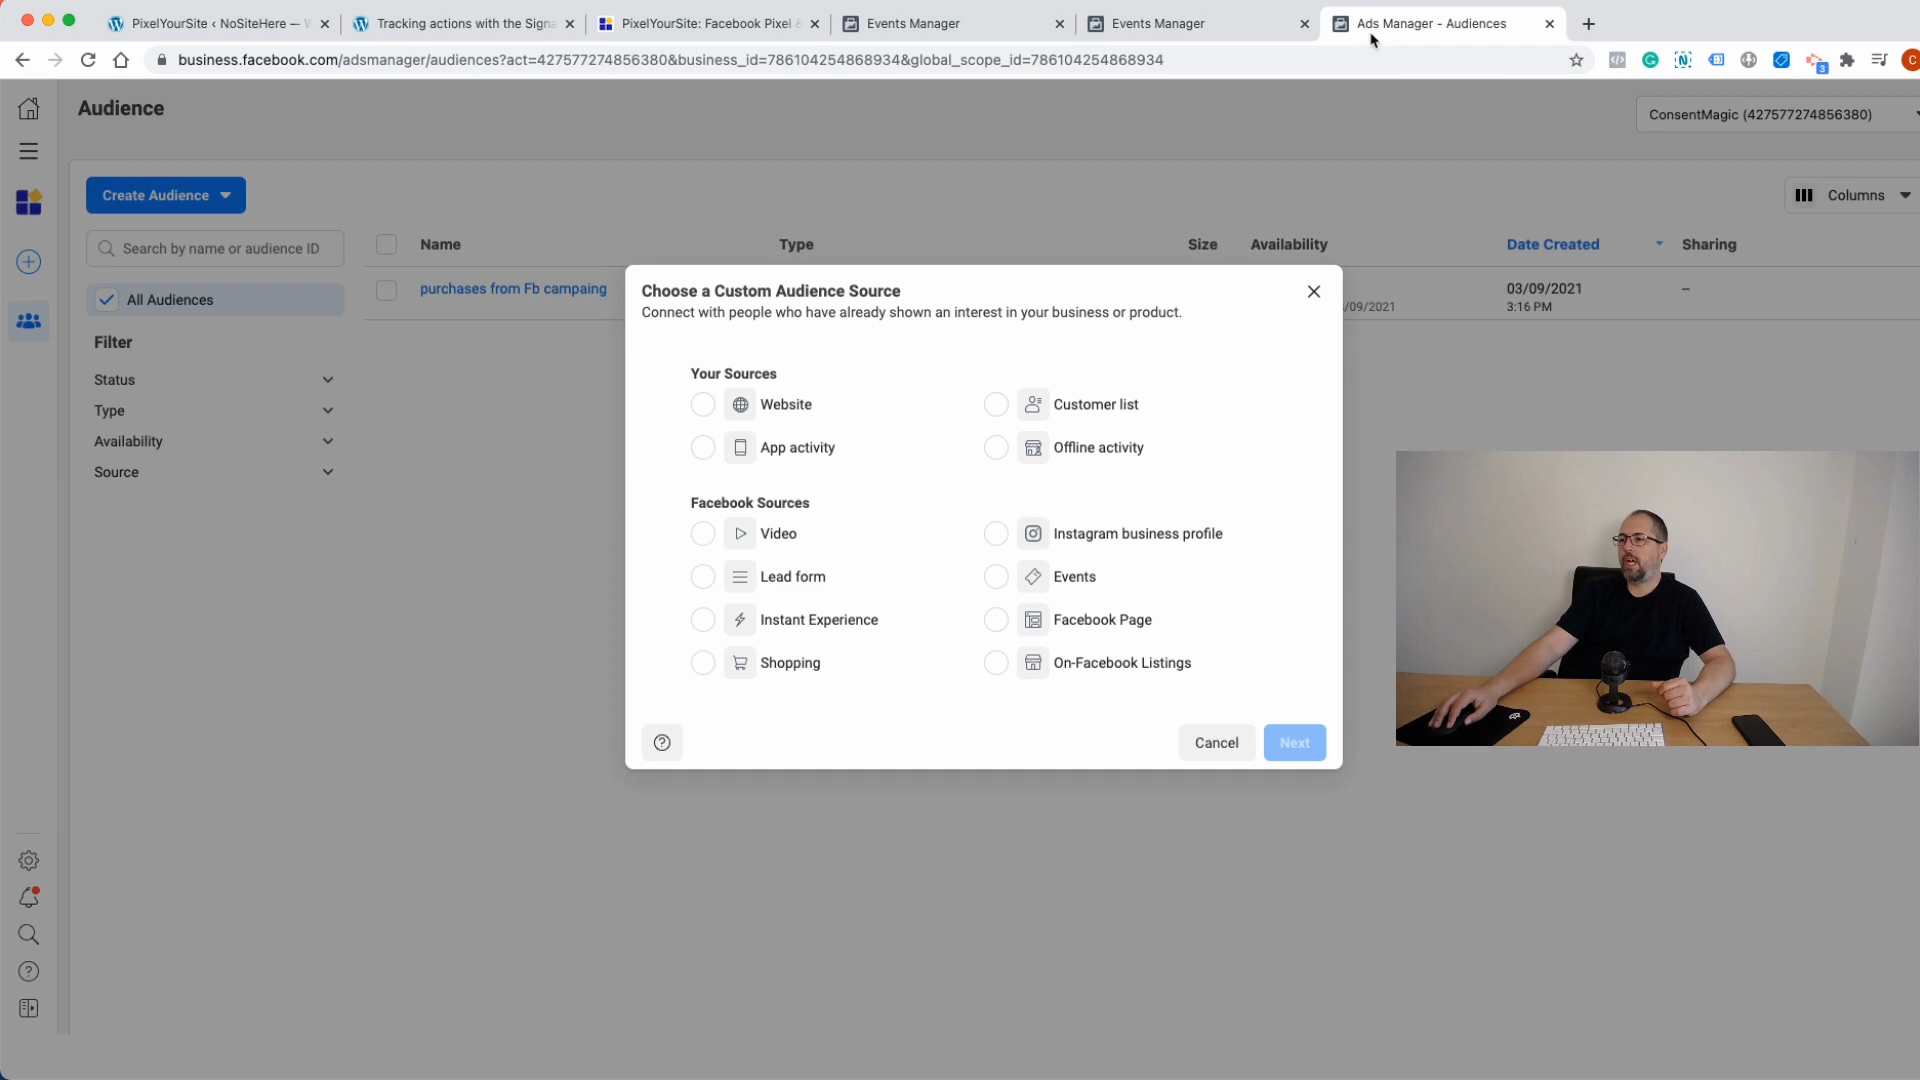 PixelYourSite ‹ NoSiteHere — W
Tracking actions with the Signa
PixelYourSite: Facebook Pixel &
Events Manager
Events Manager
Ads Manager - Audiences
business.facebook.com/adsmanager/audiences?act=427577274856380&business_id=786104254868934&global_scope_id=786104254868934
3
C
Audience
ConsentMagic (427577274856380)
Create Audience
Columns
Search by name or audience ID
Name
Type
Size
Availability
Date Created
Sharing
All Audiences
purchases from Fb campaing
/09/2021
03/09/2021
3:16 PM
--
Filter
Status
Type
Availability
Source
Choose a Custom Audience Source
Connect with people who have already shown an interest in your business or product.
Your Sources
Website
Customer list
App activity
Offline activity
Facebook Sources
Video
Instagram business profile
Lead form
Events
Instant Experience
Facebook Page
Shopping
On-Facebook Listings
Cancel
Next